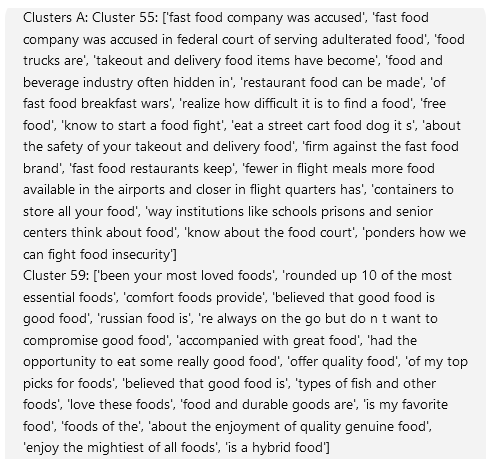 Clusters A: Cluster 55: ['fast food company was accused', 'fast food
company was accused in federal court of serving adulterated food', 'food
trucks are', 'takeout and delivery food items have become', 'food and
beverage industry often hidden in', 'restaurant food can be made', 'of
fast food breakfast wars', 'realize how difficult it is to find a food', 'free
food', 'know to start a food fight', 'eat a street cart food dog it s', 'about
the safety of your takeout and delivery food', 'firm against the fast food
brand', 'fast food restaurants keep', 'fewer in flight meals more food
available in the airports and closer in flight quarters has', 'containers to
store all your food', 'way institutions like schools prisons and senior
centers think about food', 'know about the food court', 'ponders how we
can fight food insecurity']
Cluster 59: ['been your most loved foods', 'rounded up 10 of the most
essential foods', 'comfort foods provide', 'believed that good food is
good food', 'russian food is', 're always on the go but do n t want to
compromise good food', 'accompanied with great food', 'had the
opportunity to eat some really good food', 'offer quality food', 'of my top
picks for foods', 'believed that good food is', 'types of fish and other
foods', 'love these foods', 'food and durable goods are', 'is my favorite
food', 'foods of the', 'about the enjoyment of quality genuine food',
'enjoy the mightiest of all foods', 'is a hybrid food']